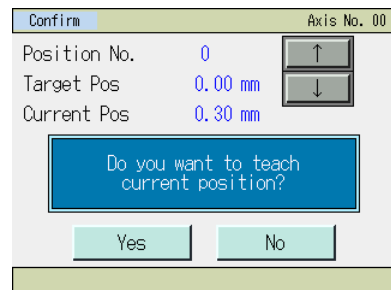 Confirm Axis No. 00
Position No. 0 ↑
Target Pos 0.00 mm ↓
Current Pos 0.30 mm
Do you want to teach
current position?
Yes No